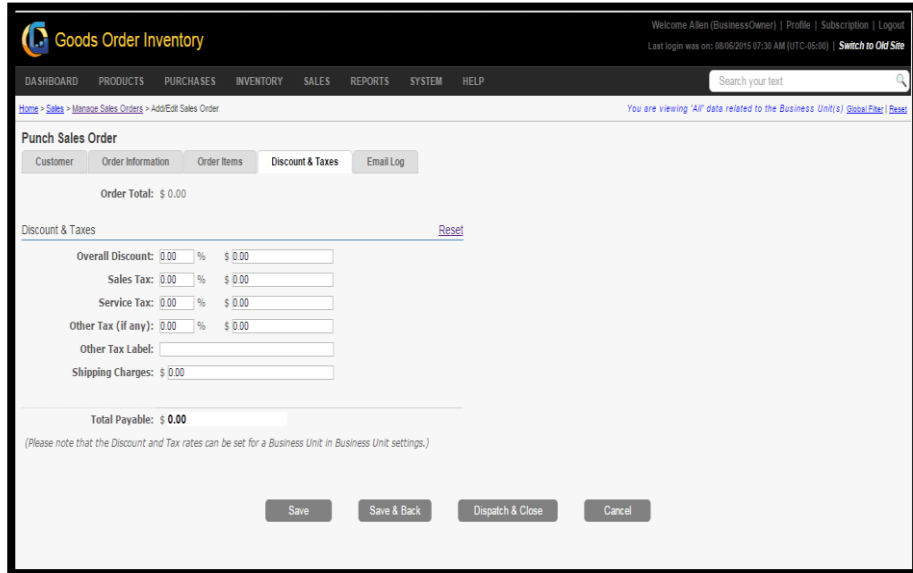 Welcome Allen (BusinessOwner) | Profile | Subscription | Logout
Goods Order Inventory
Last login was on: 08/06/2015 07:30 AM (UTC-05:00) | Switch to Old Site
DASHBOARD PRODUCTS PURCHASES INVENTORY SALES REPORTS SYSTEM HELP Search your text
Home > Sales > Manage Sales Orders > Add/Edit Sales Order You are viewing 'All' data related to the Business Unit(s) Global Filter | Reset
Punch Sales Order
Customer Order Information Order Items Discount & Taxes Email Log
Order Total: $ 0.00
Discount & Taxes Reset
Overall Discount: 0.00 % $ 0.00
Sales Tax: 0.00 % $ 0.00
Service Tax: 0.00 % $ 0.00
Other Tax (if any): 0.00 % $ 0.00
Other Tax Label:
Shipping Charges: $ 0.00
Total Payable: $ 0.00
(Please note that the Discount and Tax rates can be set for a Business Unit in Business Unit settings.)
Save Save & Back Dispatch & Close Cancel